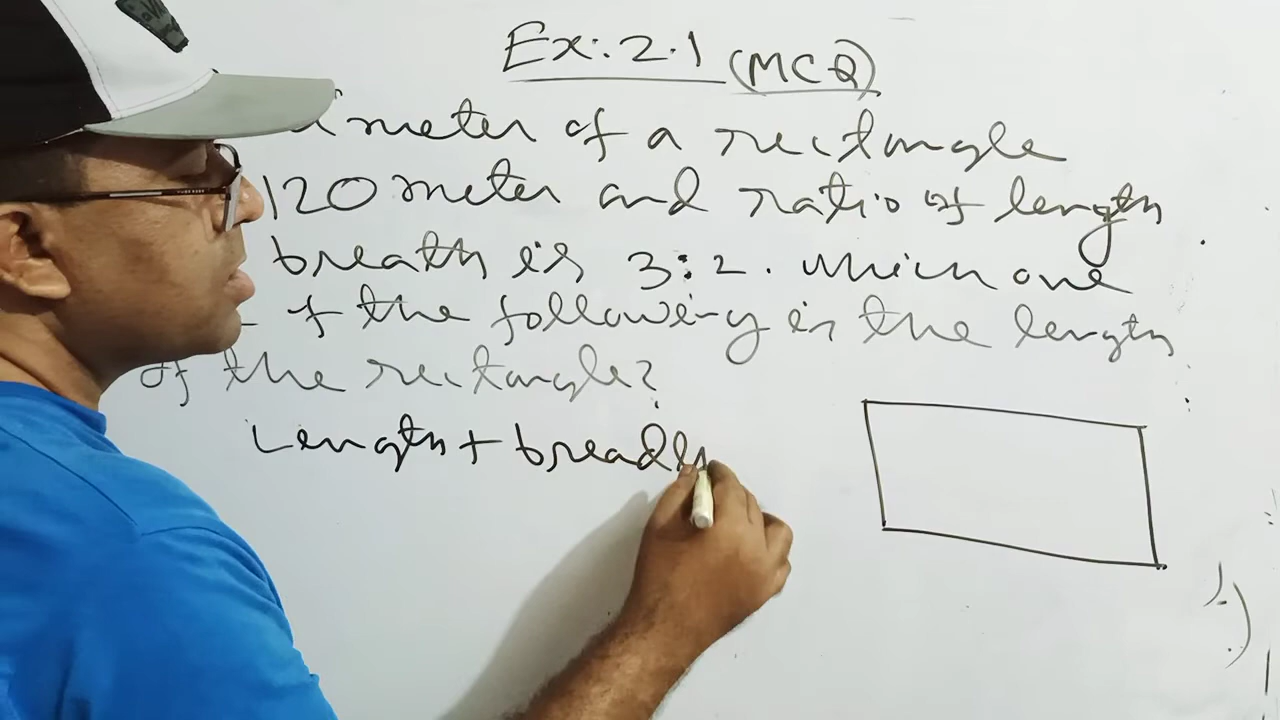 Ex:. 2.1 (MCQ)
meter of a rectangle
120 meter and ratio of length
breath is 3:2. Which one
of the following is the length
of the rectangle?
Length + breadth